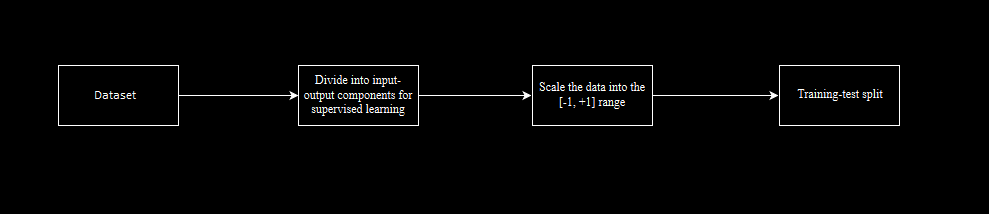 Dataset
Divide into input-
output components for
supervised learning
Scale the data into the
[-1, +1] range
Training-test split